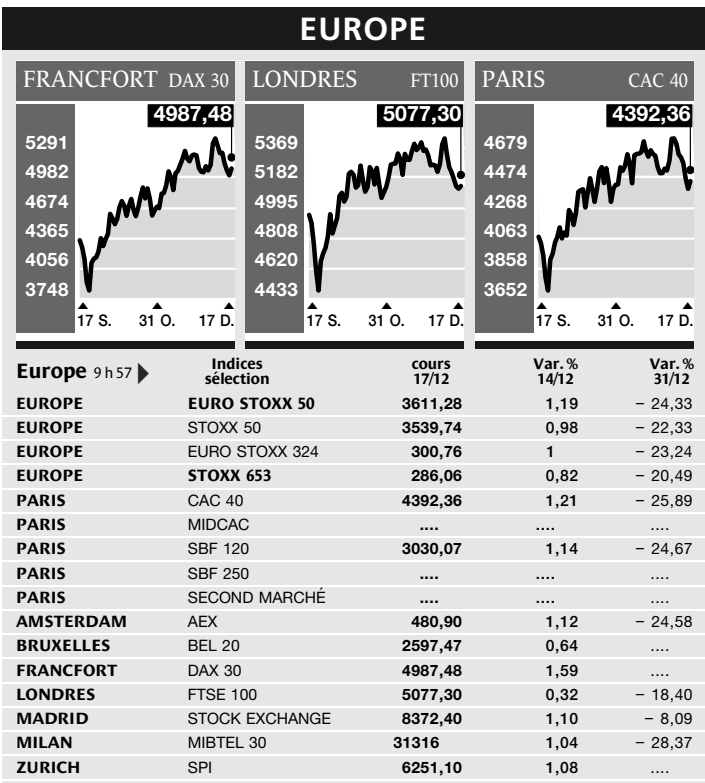 EUROPE
FRANCFORT DAX 30
4987,48
5291
4982
4674
4365
4056
3748
17 S. 31 O. 17 D.
LONDRES FT100
5077,30
5369
5182
4995
4808
4620
4433
17 S. 31 O. 17 D.
PARIS CAC 40
4392,36
4679
4474
4268
4063
3858
3652
17 S. 31 O. 17 D.
Europe 9 h 57 Indices sélection cours 17/12 Var. % 14/12 Var. % 31/12
EUROPE EURO STOXX 50 3611,28 1,19 – 24,33
EUROPE STOXX 50 3539,74 0,98 – 22,33
EUROPE EURO STOXX 324 300,76 1 – 23,24
EUROPE STOXX 653 286,06 0,82 – 20,49
PARIS CAC 40 4392,36 1,21 – 25,89
PARIS MIDCAC .... .... ....
PARIS SBF 120 3030,07 1,14 – 24,67
PARIS SBF 250 .... .... ....
PARIS SECOND MARCHÉ .... .... ....
AMSTERDAM AEX 480,90 1,12 – 24,58
BRUXELLES BEL 20 2597,47 0,64 ....
FRANCFORT DAX 30 4987,48 1,59 ....
LONDRES FTSE 100 5077,30 0,32 – 18,40
MADRID STOCK EXCHANGE 8372,40 1,10 – 8,09
MILAN MIBTEL 30 31316 1,04 – 28,37
ZURICH SPI 6251,10 1,08 ....